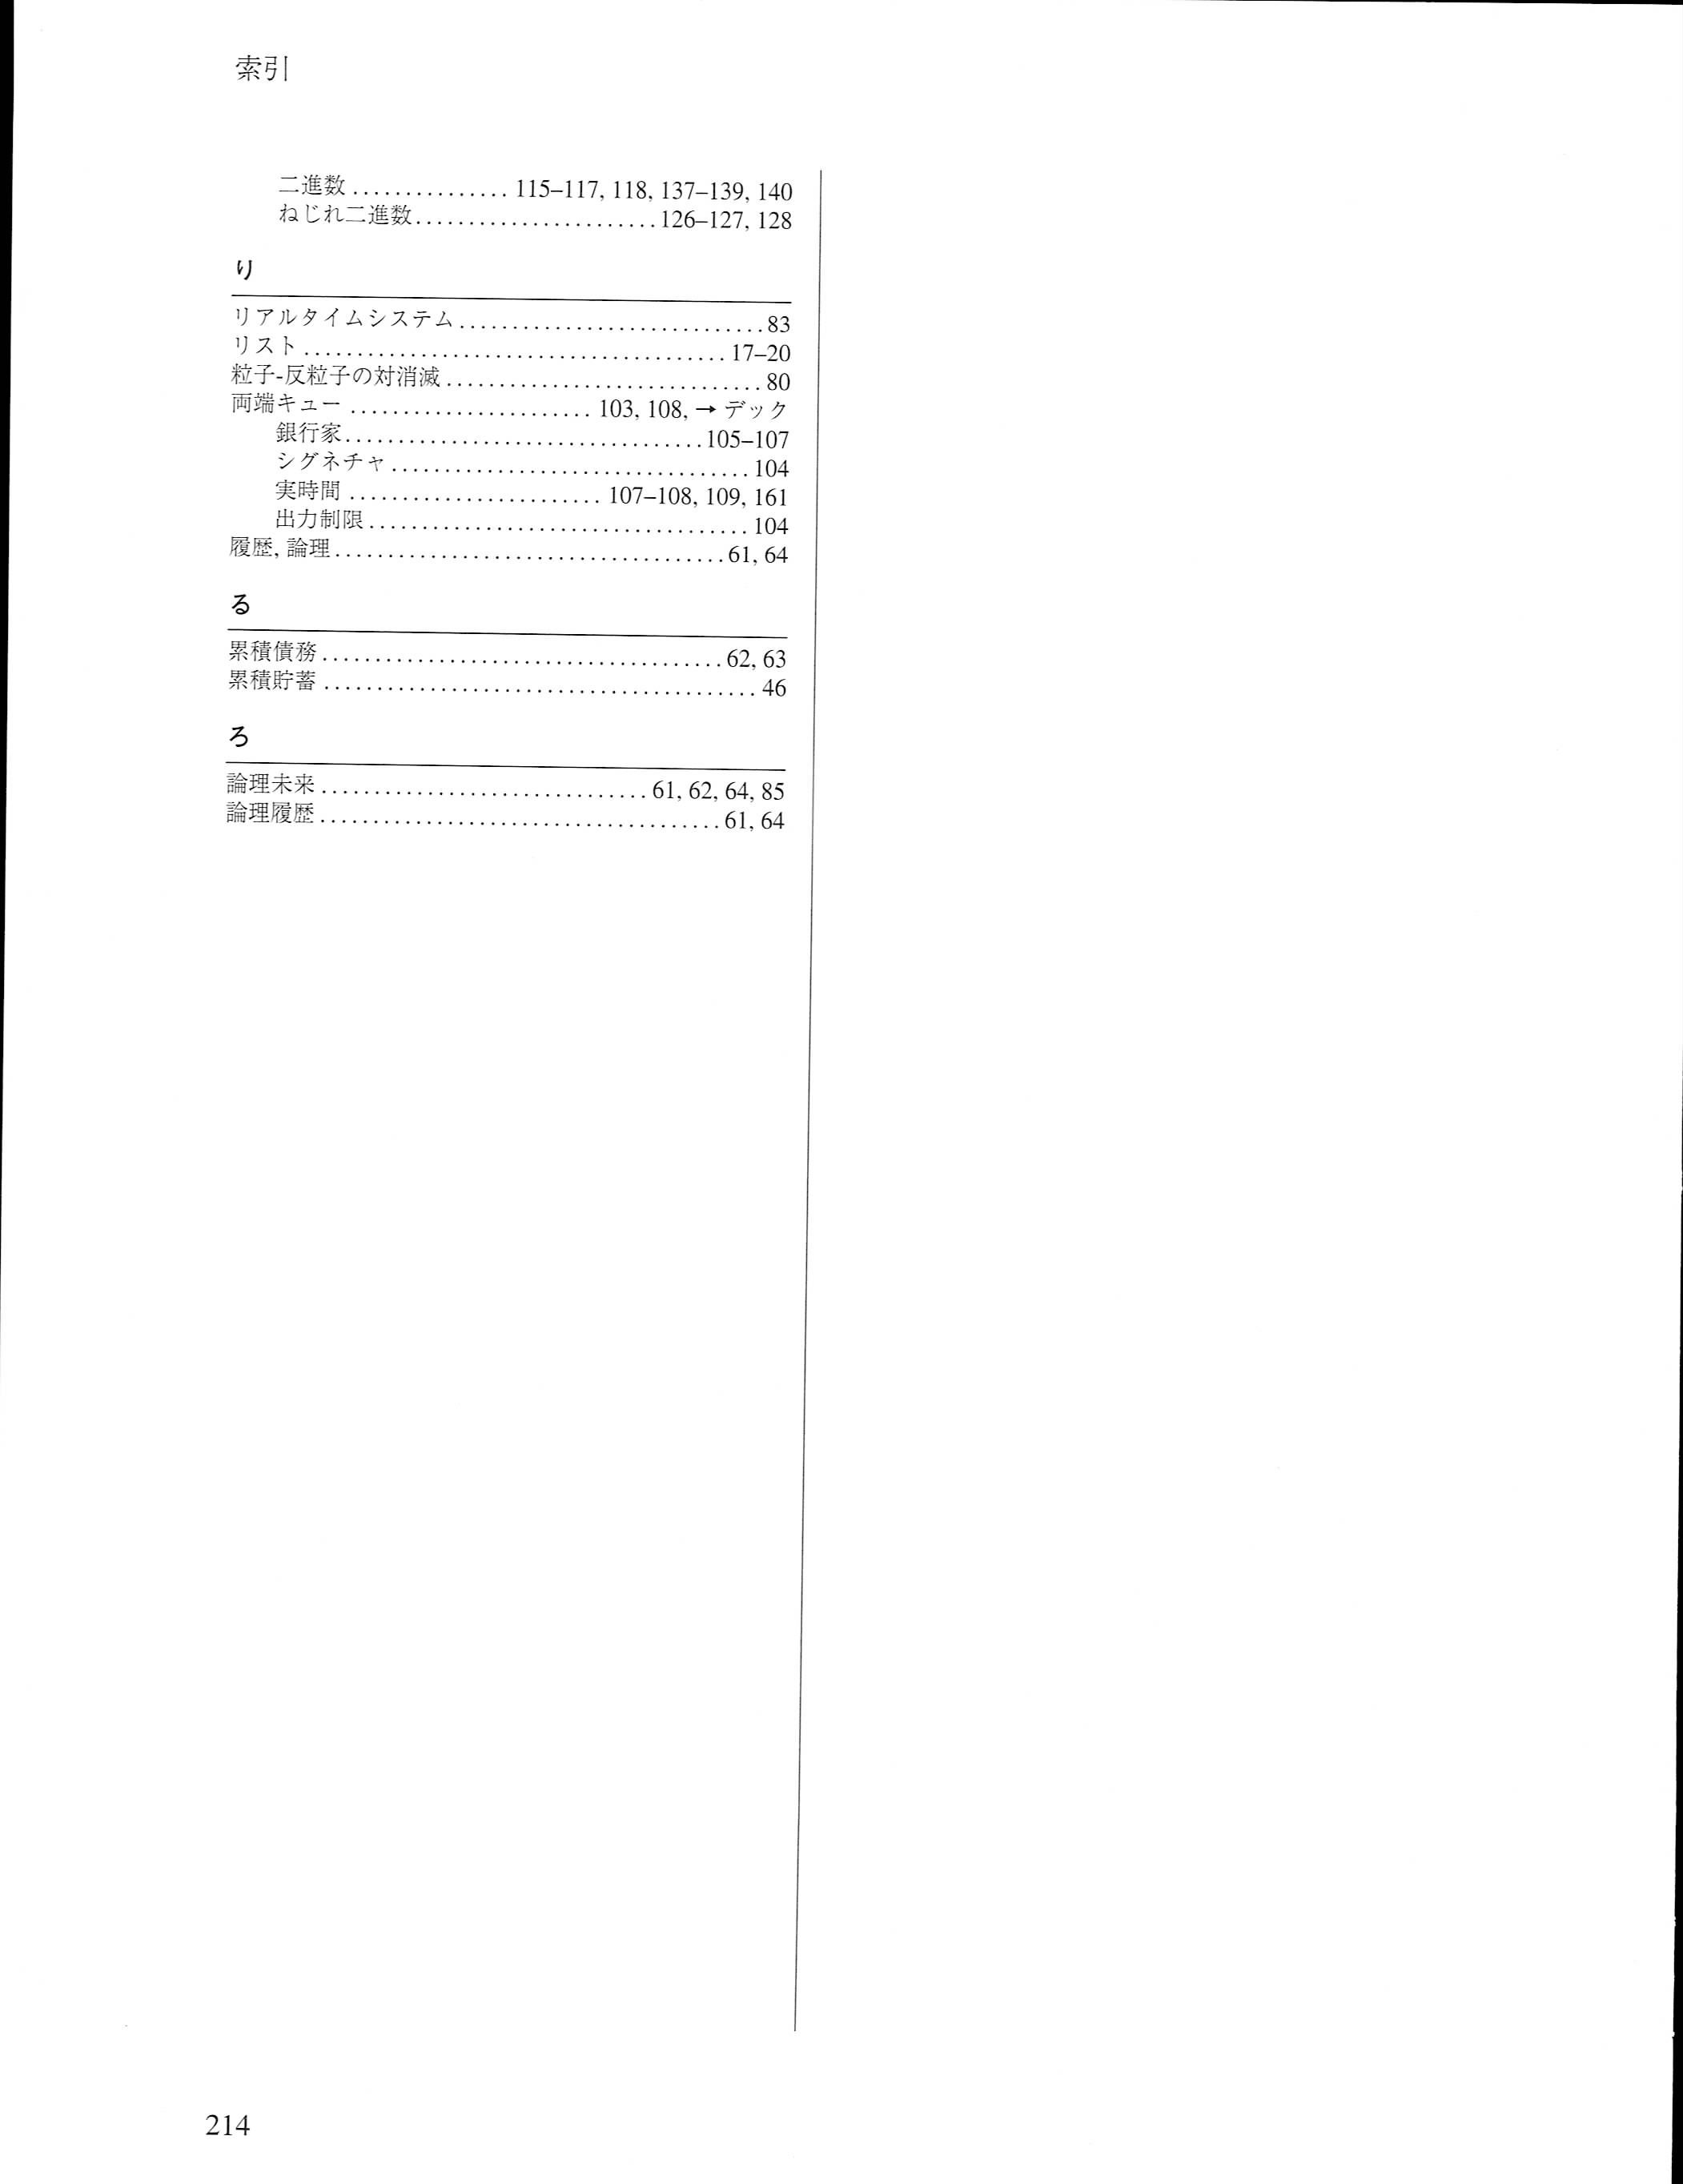 索引
二進数 ............... 115–117, 118, 137–139, 140
ねじれ二進数 ....................... 126–127, 128
り
リアルタイムシステム ............................. 83
リスト ........................................ 17–20
粒子-反粒子の対消滅 .............................. 80
両端キュー ....................... 103, 108, → デック
銀行家 .................................. 105–107
シグネチャ .................................. 104
実時間 ........................ 107–108, 109, 161
出力制限 .................................... 104
履歴, 論理 ..................................... 61, 64
る
累積債務 ...................................... 62, 63
累積貯蓄 ......................................... 46
ろ
論理未来 ............................... 61, 62, 64, 85
論理履歴 ...................................... 61, 64
214